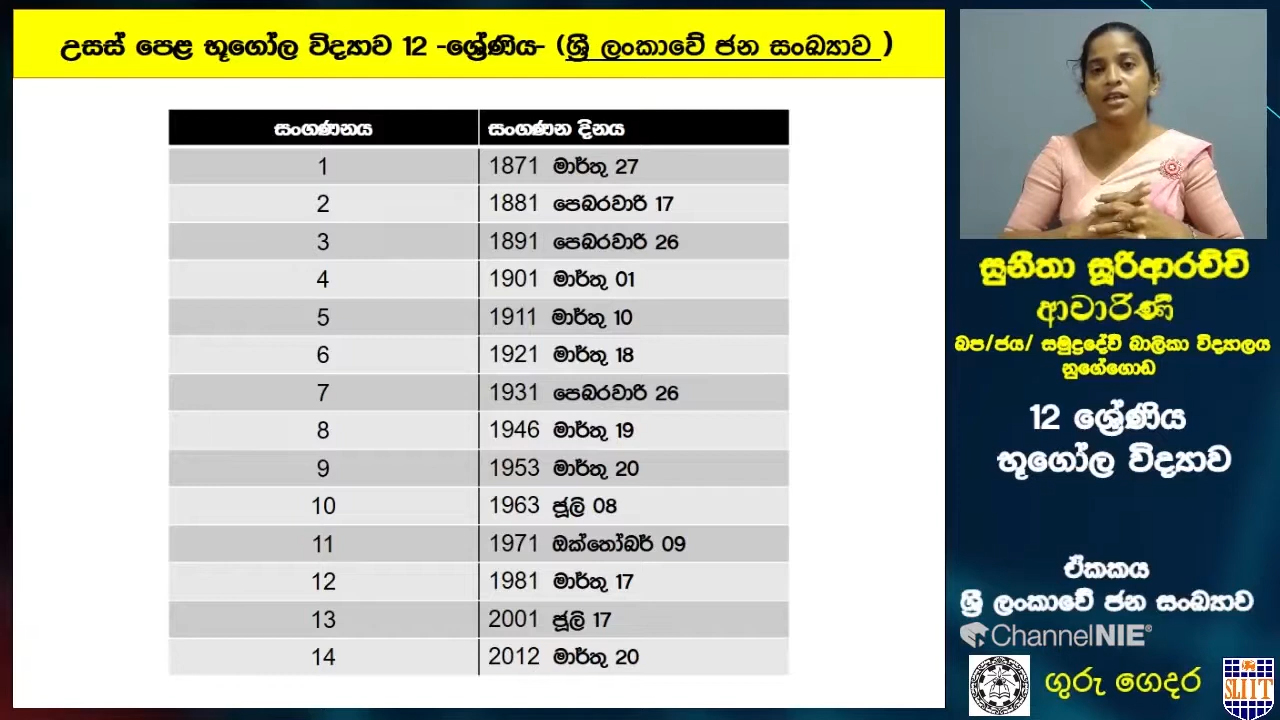 උසස් පෙළ භූගෝල විද්‍යාව 12 -ශ්‍රේණිය- (ශ්‍රී ලංකාවේ ජන සංඛ්‍යාව )
සංගණනය සංගණන දිනය
1 1871 මාර්තු 27
2 1881 පෙබරවාරි 17
3 1891 පෙබරවාරි 26
4 1901 මාර්තු 01
5 1911 මාර්තු 10
6 1921 මාර්තු 18
7 1931 පෙබරවාරි 26
8 1946 මාර්තු 19
9 1953 මාර්තු 20
10 1963 ජූලි 08
11 1971 ඔක්තෝබර් 09
12 1981 මාර්තු 17
13 2001 ජූලි 17
14 2012 මාර්තු 20
සුනීතා සූරිආරච්චි
ආචාරිණී
බප/ජය/ සමුද්‍රදේවී බාලිකා විද්‍යාලය
නුගේගොඩ
12 ශ්‍රේණිය
භූගෝල විද්‍යාව
ඒකකය
ශ්‍රී ලංකාවේ ජන සංඛ්‍යාව
ChannelNIE®
ගුරු ගෙදර
SLIIT